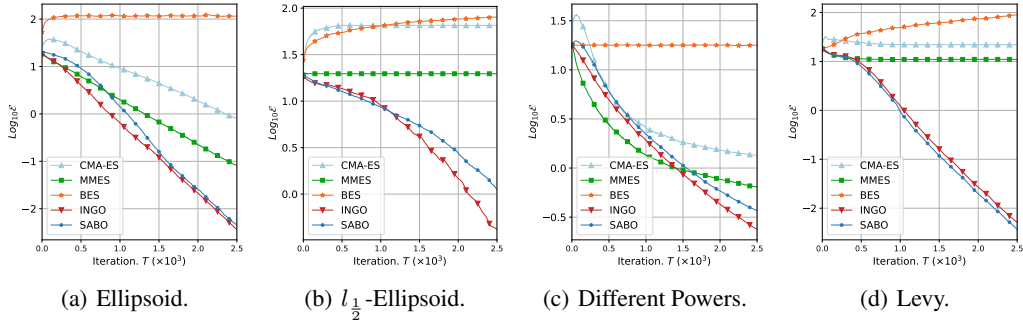 2
1
0
−1
−2
Log10ℰ
0.0 0.5 1.0 1.5 2.0 2.5
Iteration. T (×10³)
CMA-ES
MMES
BES
INGO
SABO
(a) Ellipsoid.
2.0
1.5
1.0
0.5
0.0
Log10ℰ
0.0 0.5 1.0 1.5 2.0 2.5
Iteration. T (×10³)
CMA-ES
MMES
BES
INGO
SABO
(b) l1/2-Ellipsoid.
1.5
1.0
0.5
0.0
−0.5
Log10ℰ
0.0 0.5 1.0 1.5 2.0 2.5
Iteration. T (×10³)
CMA-ES
MMES
BES
INGO
SABO
(c) Different Powers.
2
1
0
−1
−2
Log10ℰ
0.0 0.5 1.0 1.5 2.0 2.5
Iteration. T (×10³)
CMA-ES
MMES
BES
INGO
SABO
(d) Levy.